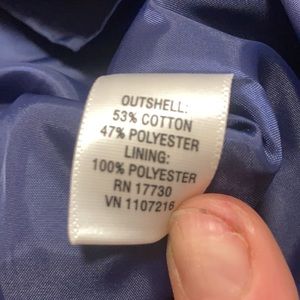 OUTSHELL:
53% COTTON
47% POLYESTER
LINING:
100% POLYESTER
RN 17730
VN 1107216